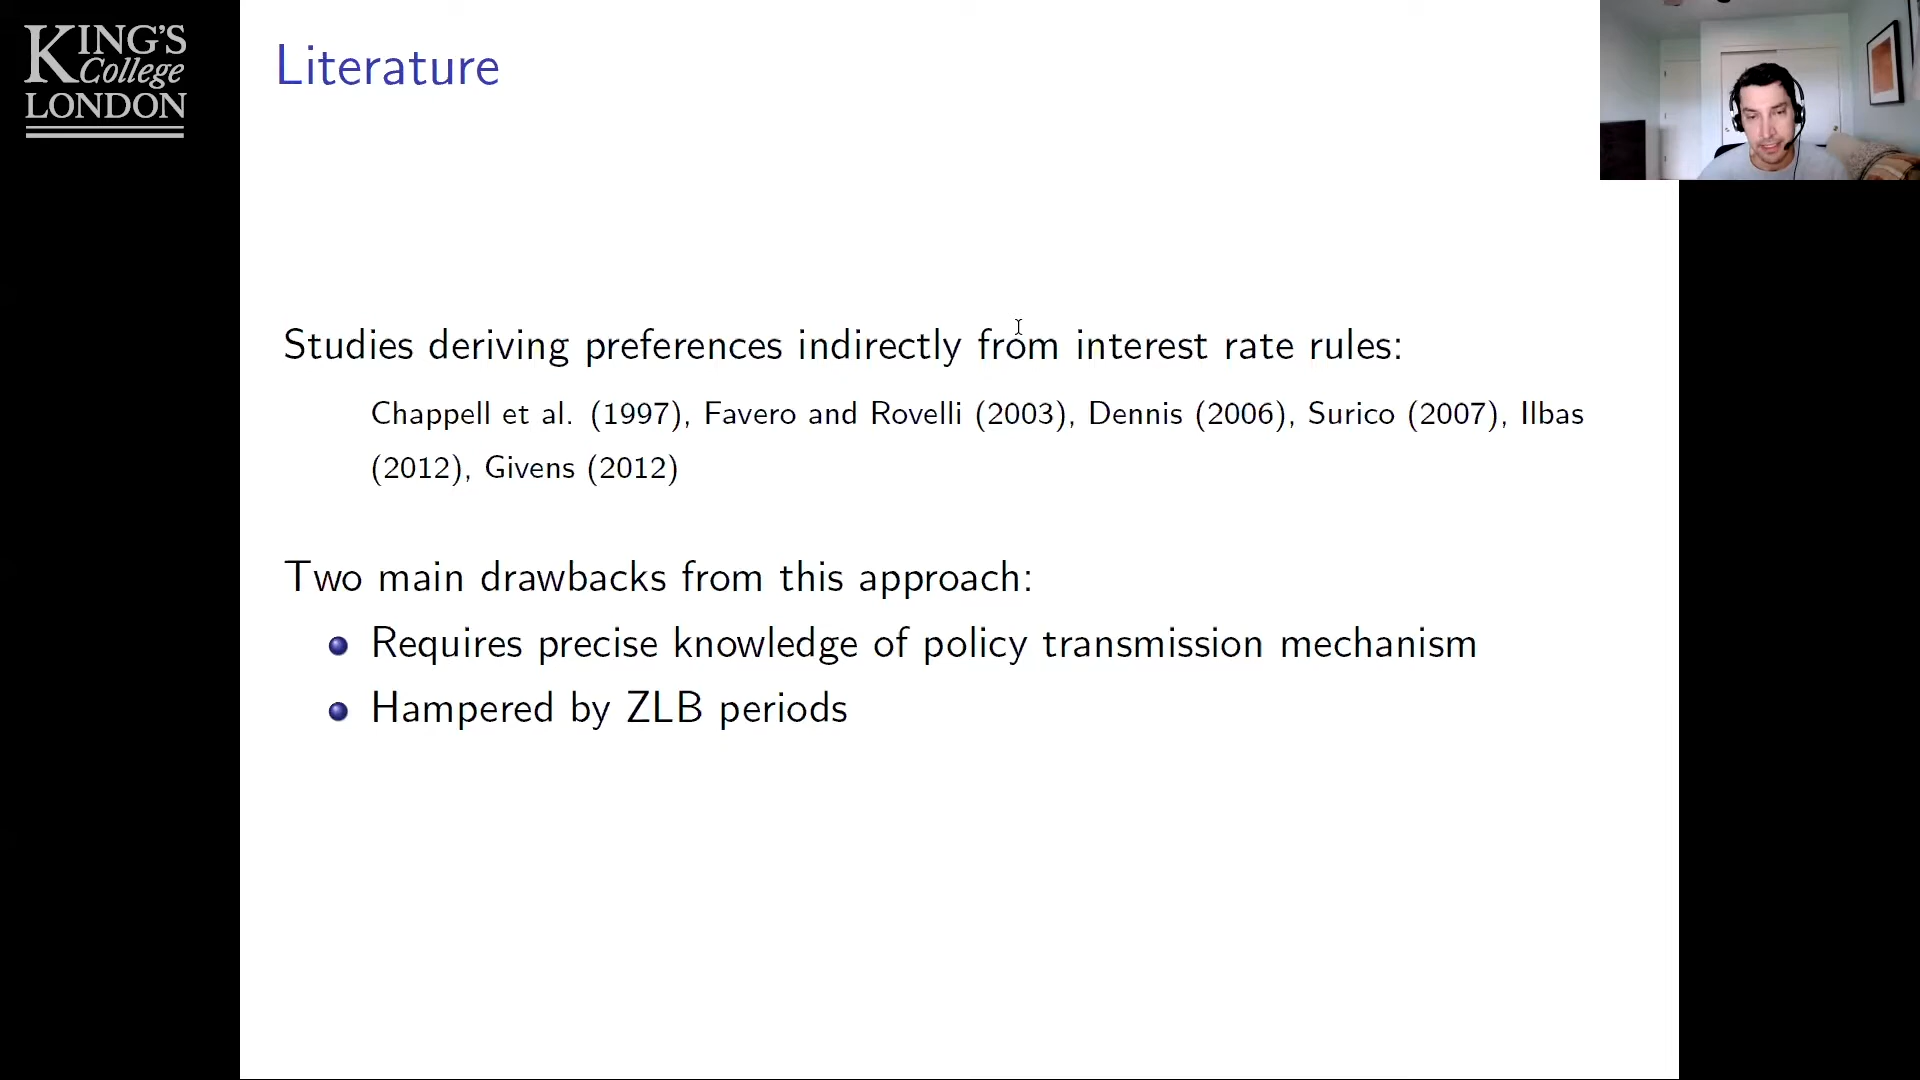 KING'S
College
LONDON
Literature
Studies deriving preferences indirectly from interest rate rules:
Chappell et al. (1997), Favero and Rovelli (2003), Dennis (2006), Surico (2007), Ilbas
(2012), Givens (2012)
Two main drawbacks from this approach:
Requires precise knowledge of policy transmission mechanism
Hampered by ZLB periods